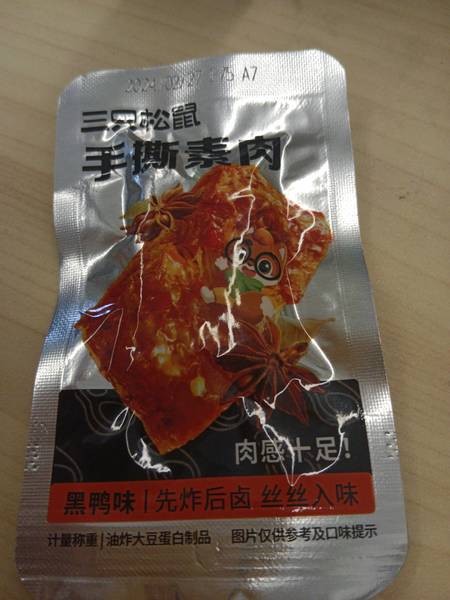 三只松鼠
手撕素肉
肉感十足!
黑鸭味|先炸后卤 丝丝入味
计量称重|油炸大豆蛋白制品 图片仅供参考及口味提示